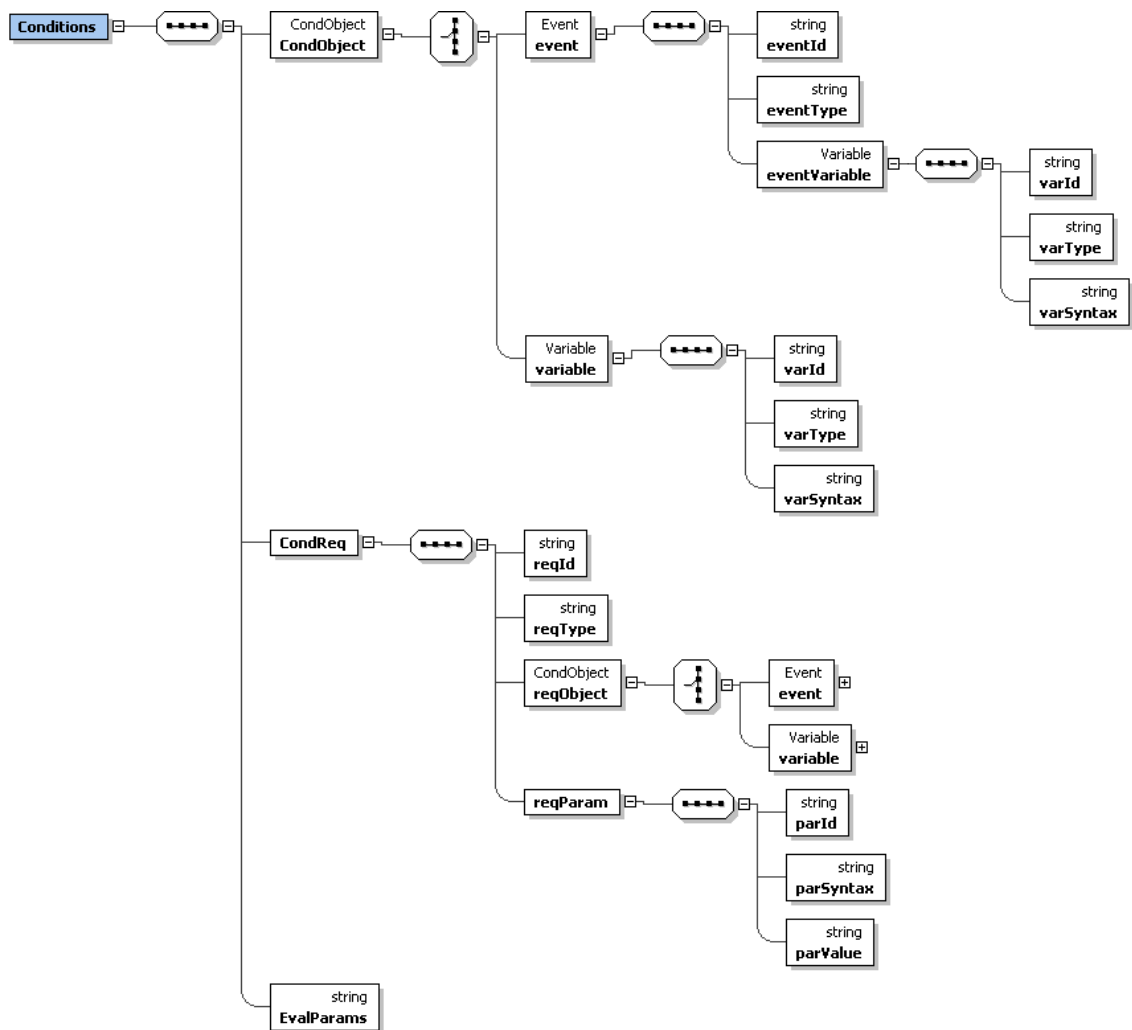 Conditions
CondObject
CondObject
Event
event
string
eventId
string
eventType
Variable
eventVariable
string
varId
string
varType
string
varSyntax
Variable
variable
string
varId
string
varType
string
varSyntax
CondReq
string
reqId
string
reqType
CondObject
reqObject
Event
event
Variable
variable
reqParam
string
parId
string
parSyntax
string
parValue
string
EvalParams